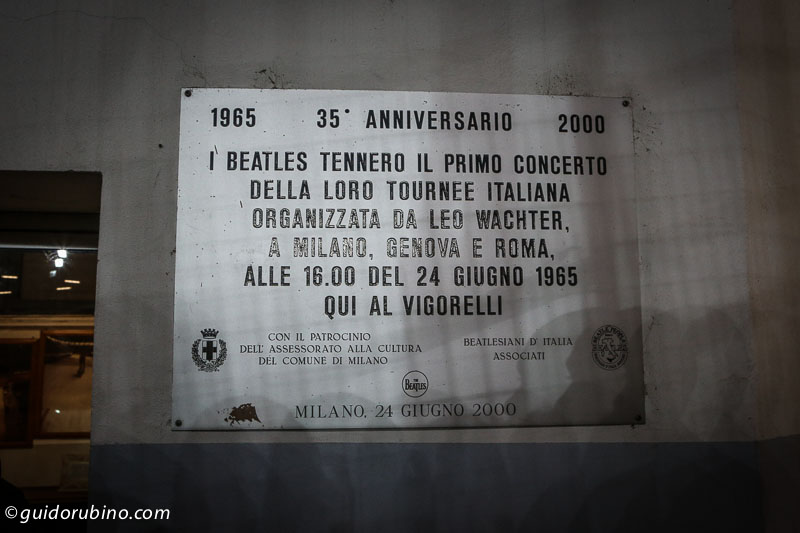 1965 35° ANNIVERSARIO 2000
I BEATLES TENNERO IL PRIMO CONCERTO
DELLA LORO TOURNEE ITALIANA
ORGANIZZATA DA LEO WACHTER,
A MILANO, GENOVA E ROMA,
ALLE 16.00 DEL 24 GIUGNO 1965
QUI AL VIGORELLI
CON IL PATROCINIO
DELL' ASSESSORATO ALLA CULTURA
DEL COMUNE DI MILANO
BEATLESIANI D' ITALIA
ASSOCIATI
THE
BEATLES
MILANO, 24 GIUGNO 2000
©guidorubino.com